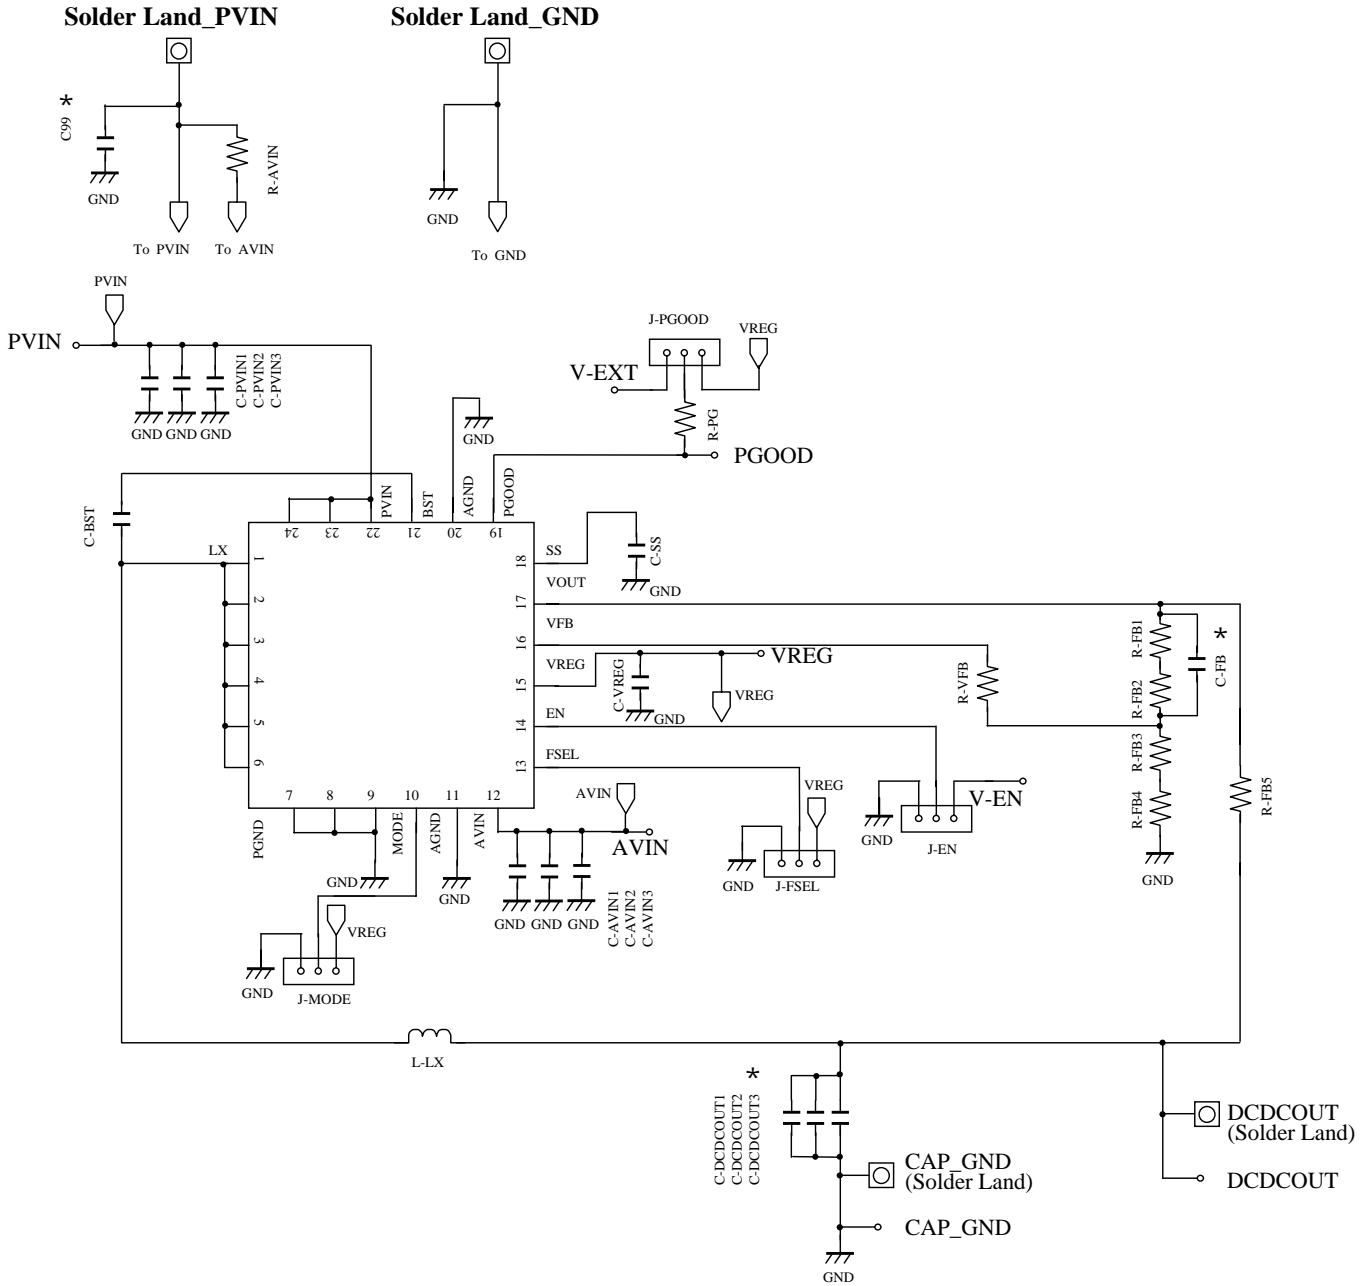 Solder Land_PVIN
Solder Land_GND
C99 *
GND
R-AVIN
To PVIN
To AVIN
GND
To GND
PVIN
PVIN
C-PVIN1
C-PVIN2
C-PVIN3
GND
GND
GND
J-PGOOD
VREG
V-EXT
R-PG
GND
PGOOD
C-BST
PVIN
BST
AGND
PGOOD
24
23
22
21
20
19
LX
1
2
3
4
5
6
18
17
16
15
14
13
SS
VOUT
VFB
VREG
EN
FSEL
C-SS
GND
VREG
C-VREG
GND
VREG
R-VFB
R-FB1
R-FB2
C-FB *
R-FB3
R-FB4
GND
R-FB5
7
8
9
10
11
12
PGND
MODE
AGND
AVIN
AVIN
AVIN
GND
GND
GND
GND
GND
C-AVIN1
C-AVIN2
C-AVIN3
VREG
GND
J-FSEL
V-EN
GND
J-EN
VREG
GND
J-MODE
L-LX
*
C-DCDCOUT1
C-DCDCOUT2
C-DCDCOUT3
CAP_GND
(Solder Land)
CAP_GND
GND
DCDCOUT
(Solder Land)
DCDCOUT